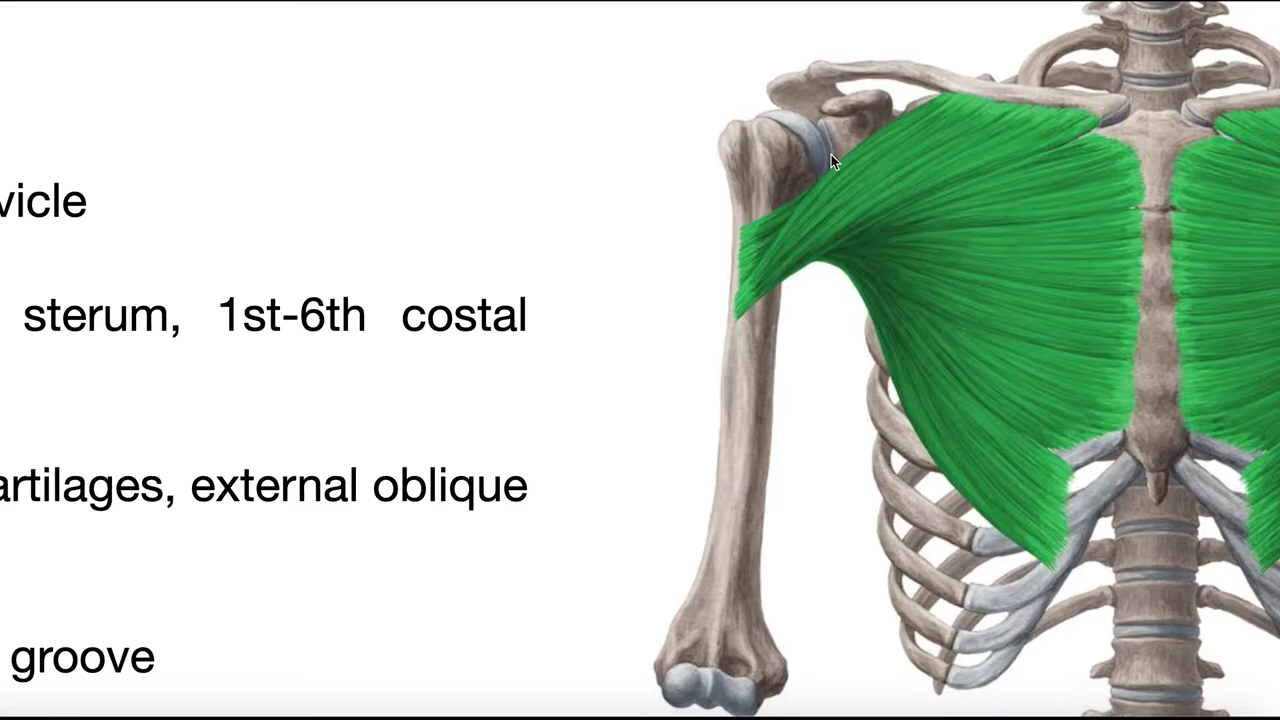 vicle
sterum, 1st-6th costal
artilages, external oblique
groove